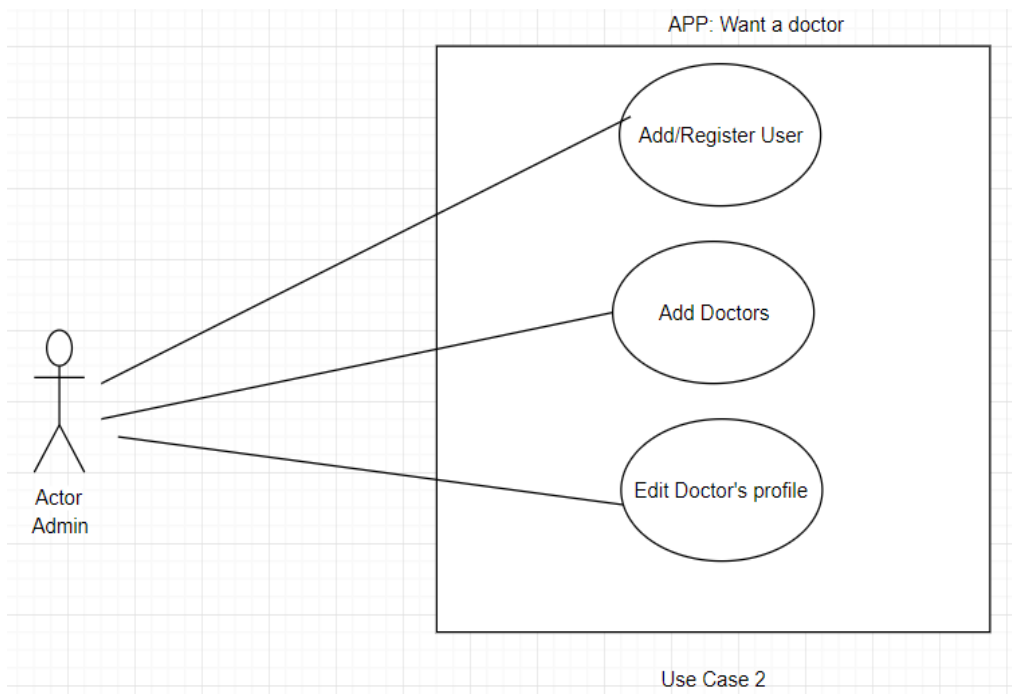 APP: Want a doctor
Add/Register User
Add Doctors
Edit Doctor's profile
Actor
Admin
Use Case 2